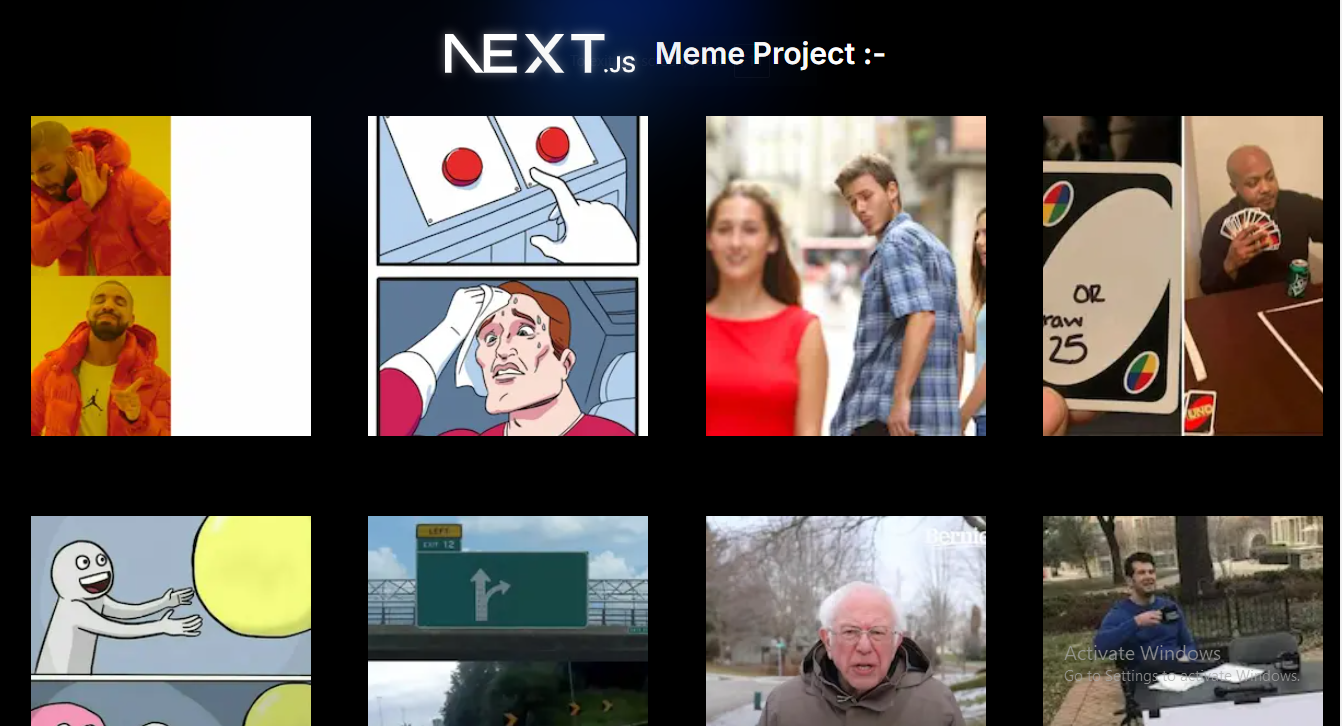 NEXT.JS Meme Project :-
OR
raw
25
UNO
LEFT
EXIT 12
Bernie
Activate Windows
Go to Settings to activate Windows.